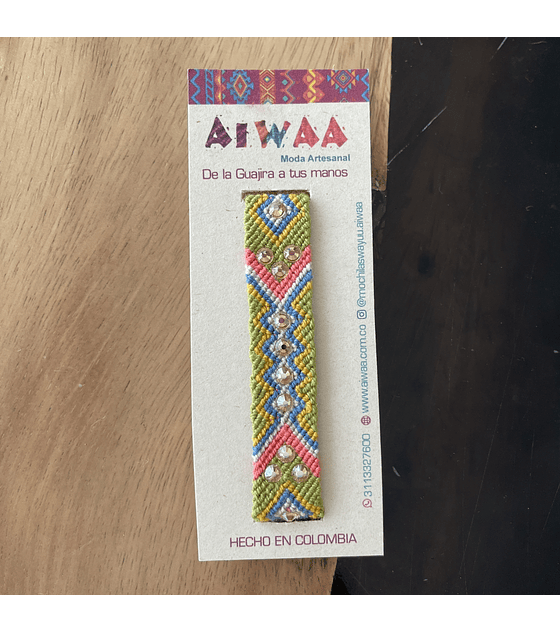 AIWAA
Moda Artesanal
De la Guajira a tus manos
3113327600 www.aiwaa.com.co @mochilaswayuu.aiwaa
HECHO EN COLOMBIA